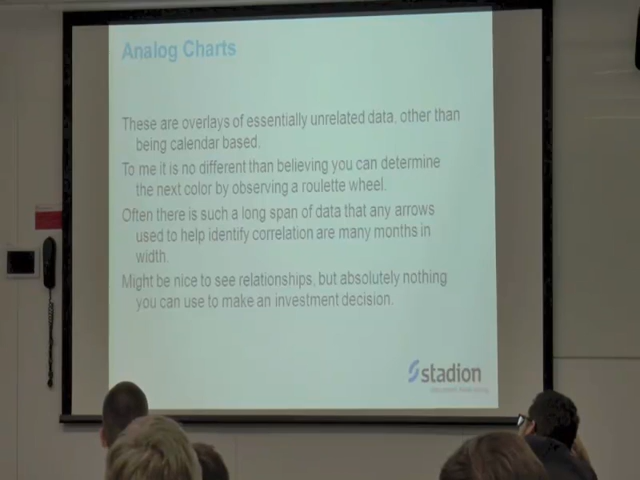 Analog Charts
These are overlays of essentially unrelated data, other than
being calendar based.
To me it is no different than believing you can determine
the next color by observing a roulette wheel.
Often there is such a long span of data that any arrows
used to help identify correlation are many months in
width.
Might be nice to see relationships, but absolutely nothing
you can use to make an investment decision.
stadion